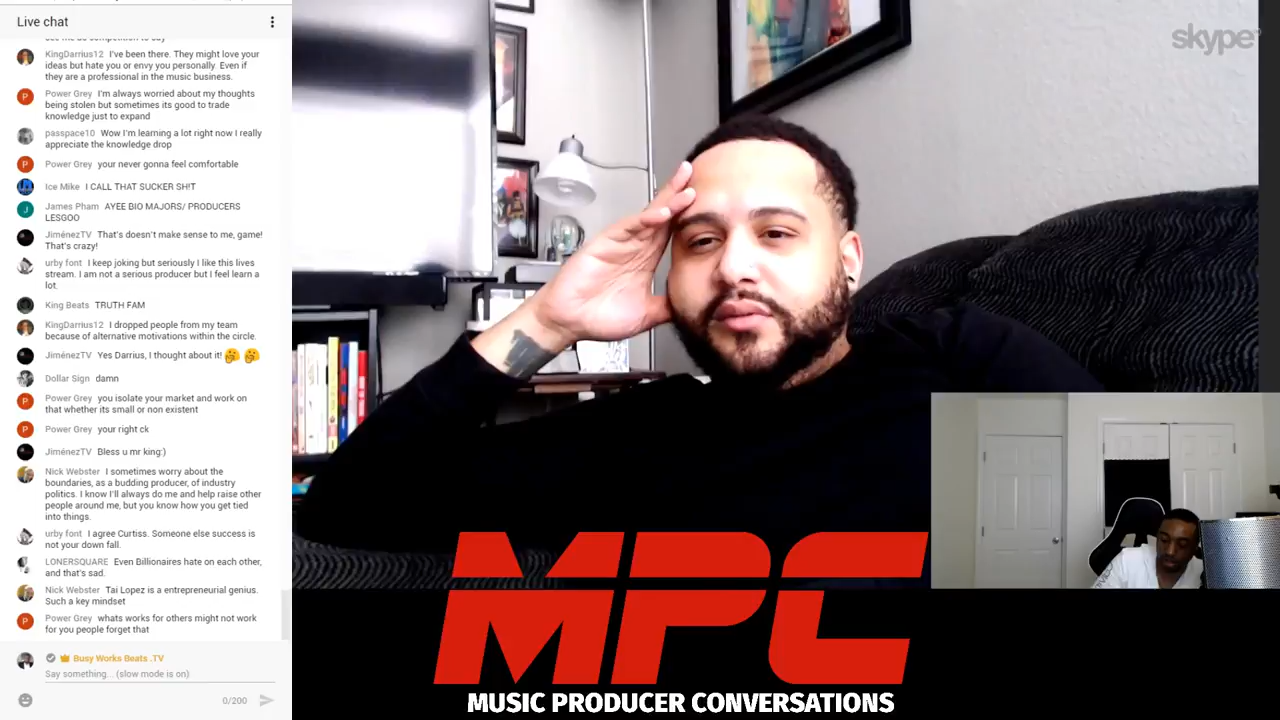 Live chat
KingDarrius12 I've been there. They might love your
ideas but hate you or envy you personally. Even if
they are a professional in the music business.
Power Grey I'm always worried about my thoughts
being stolen but sometimes its good to trade
knowledge just to expand
passpace10 Wow I'm learning a lot right now I really
appreciate the knowledge drop
Power Grey your never gonna feel comfortable
Ice Mike I CALL THAT SUCKER SH!T
James Pham AYEE BIO MAJORS/ PRODUCERS
LESGOO
JiménezTV That's doesn't make sense to me, game!
That's crazy!
urby font I keep joking but seriously I like this lives
stream. I am not a serious producer but I feel learn a
lot.
King Beats TRUTH FAM
KingDarrius12 I dropped people from my team
because of alternative motivations within the circle.
JiménezTV Yes Darrius, I thought about it!
Dollar Sign damn
Power Grey you isolate your market and work on
that whether its small or non existent
Power Grey your right ck
JiménezTV Bless u mr king:)
Nick Webster I sometimes worry about the
boundaries, as a budding producer, of industry
politics. I know I'll always do me and help raise other
people around me, but you know how you get tied
into things.
urby font I agree Curtiss. Someone else success is
not your down fall.
LONERSQUARE Even Billionaires hate on each other,
and that's sad.
Nick Webster Tai Lopez is a entrepreneurial genius.
Such a key mindset
Power Grey whats works for others might not work
for you people forget that
Busy Works Beats .TV
Say something... (slow mode is on)
0/200
skype
MPC
MUSIC PRODUCER CONVERSATIONS